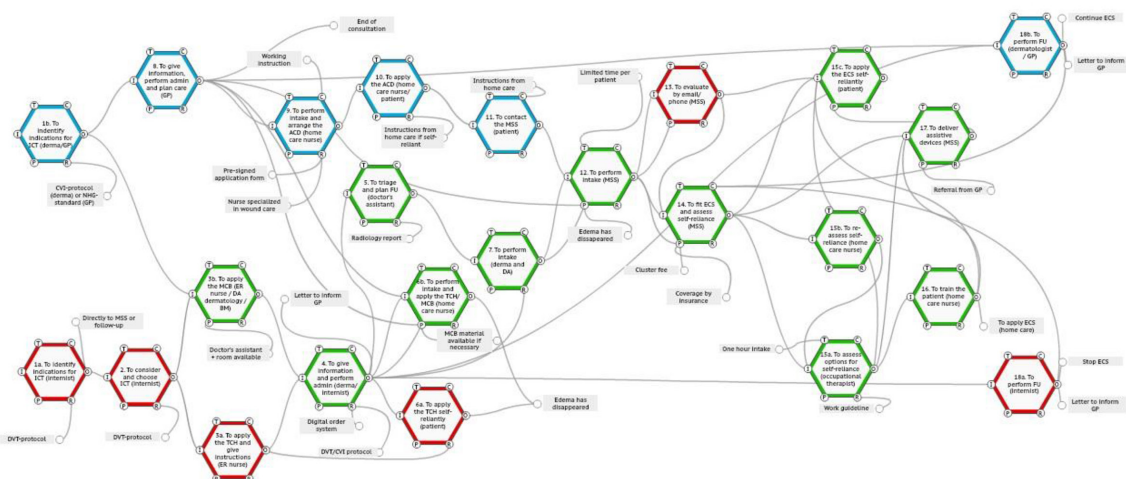 End of
consultation
Continue ECS
18b. To
perform FU
(dermatologist
/ GP)
Letter to inform
GP
8. To give
information,
perform admin
and plan care
(GP)
Working
instruction
10. To apply
the ACD (home
care nurse/
patient)
Instructions from
home care
Limited time per
patient
13. To evaluate
by email/
phone (MSS)
15c. To apply
the ECS self-
reliantly
(patient)
1b. To
indentify
indications for
ICT (derma/GP)
9. To perform
intake and
arrange the
ACD (home
care nurse)
11. To contact
the MSS
(patient)
Instructions from
home care if self-
reliant
17. To deliver
assistive
devices (MSS)
CVI-protocol
(derma) or NHG-
standard (GP)
Pre-signed
application form
5. To triage
and plan FU
(doctor's
assistant)
12. To perform
intake (MSS)
Referral from GP
Nurse specialized
in wound care
14. To fit ECS
and assess
self-reliance
(MSS)
Radiology report
Edema has
dissapeared
15b. To re-
assess self-
reliance (home
care nurse)
7. To perform
intake
(derma and
DA)
Cluster fee
Coverage by
insurance
3b. To apply
the MCB (ER
nurse / DA
dermatology /
BM)
6b. To perform
intake and
apply the TCH/
MCB (home
care nurse)
16. To train the
patient (home
care nurse)
Letter to inform
GP
Directly to MSS or
follow-up
MCB material
available if
necessary
To apply ECS
(home care)
Doctor's assistant
+ room available
One hour intake
1a. To identify
indications for
ICT (internist)
2. To consider
and choose
ICT (internist)
4. To give
information
and perform
admin (derma/
internist)
15a. To assess
options for
self-reliance
(occupational
therapist)
Stop ECS
18a. To
perform FU
(internist)
Letter to inform
GP
6a. To apply
the TCH self-
reliantly
(patient)
Edema has
disappeared
Work guideline
DVT-protocol
DVT-protocol
3a. To apply
the TCH and
give
instructions
(ER nurse)
Digital order
system
DVT/CVI protocol